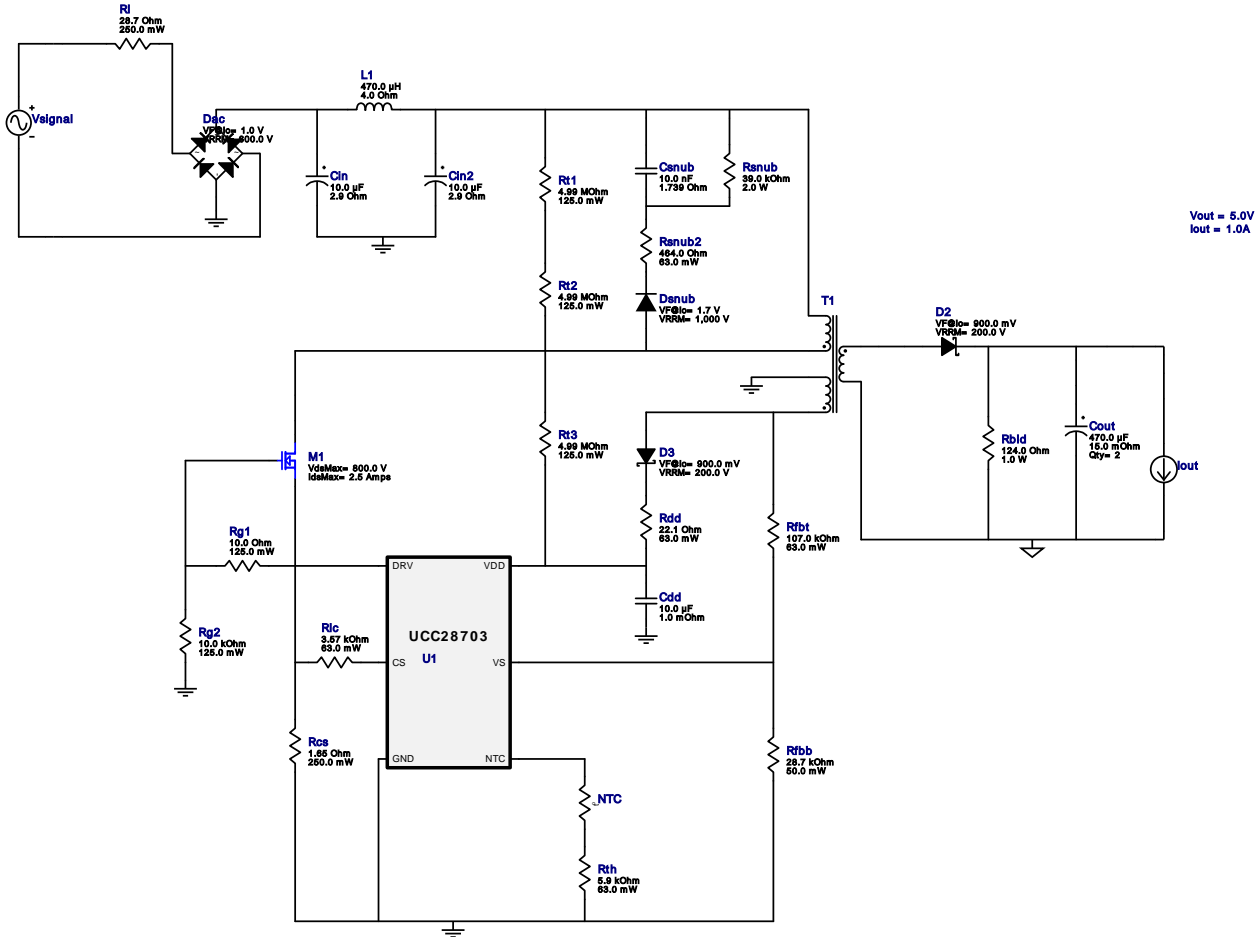 RI
28.7 Ohm
250.0 mW
L1
470.0 µH
4.0 Ohm
Vsignal
Dac
VF@Io= 1.0 V
VRRM= 600.0 V
Cin
10.0 µF
2.9 Ohm
Cin2
10.0 µF
2.9 Ohm
Rt1
4.99 MOhm
125.0 mW
Csnub
10.0 nF
1.739 Ohm
Rsnub
39.0 kOhm
2.0 W
Vout = 5.0V
Iout = 1.0A
Rsnub2
464.0 Ohm
63.0 mW
Rt2
4.99 MOhm
125.0 mW
Dsnub
VF@Io= 1.7 V
VRRM= 1,000 V
T1
D2
VF@Io= 900.0 mV
VRRM= 200.0 V
Rt3
4.99 MOhm
125.0 mW
D3
VF@Io= 900.0 mV
VRRM= 200.0 V
M1
VdsMax= 800.0 V
IdsMax= 2.5 Amps
Rbld
124.0 Ohm
1.0 W
Cout
470.0 µF
15.0 mOhm
Qty= 2
Iout
Rdd
22.1 Ohm
63.0 mW
Rfbt
107.0 kOhm
63.0 mW
Rg1
10.0 Ohm
125.0 mW
DRV
VDD
Cdd
10.0 µF
1.0 mOhm
Rg2
10.0 kOhm
125.0 mW
Rlc
3.57 kOhm
63.0 mW
UCC28703
U1
CS
VS
Rcs
1.65 Ohm
250.0 mW
GND
NTC
Rfbb
28.7 kOhm
50.0 mW
NTC
Rth
5.9 kOhm
63.0 mW